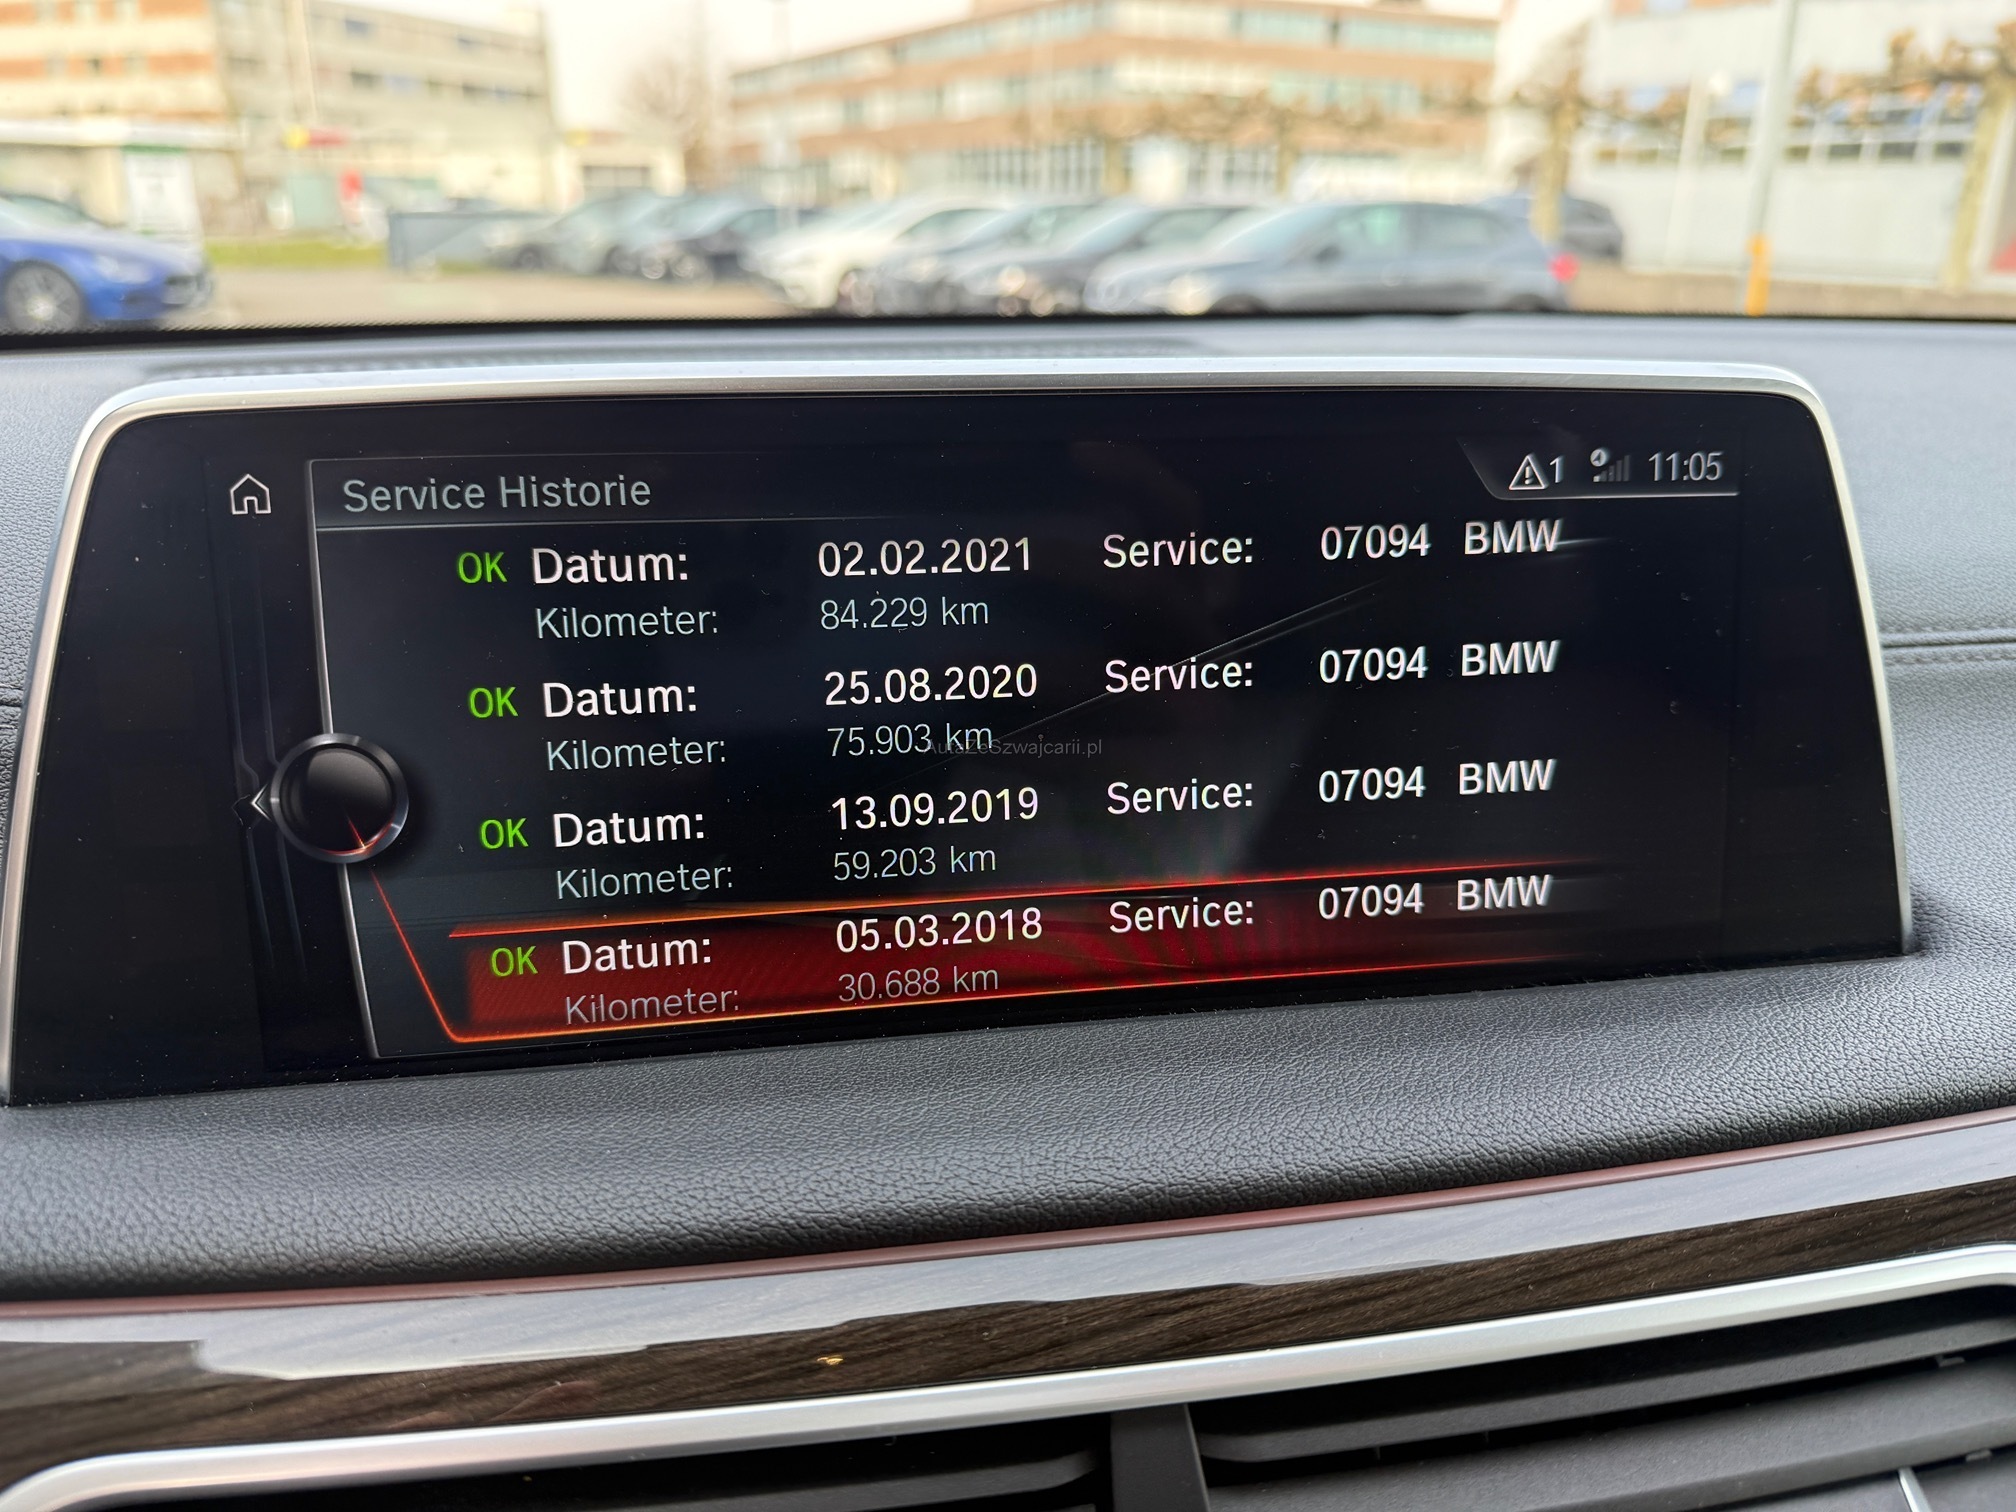 Service Historie
1 11:05
OK Datum: 02.02.2021 Service: 07094 BMW
Kilometer: 84.229 km
OK Datum: 25.08.2020 Service: 07094 BMW
Kilometer: 75.903 km
AutaZeSzwajcarii.pl
OK Datum: 13.09.2019 Service: 07094 BMW
Kilometer: 59.203 km
OK Datum: 05.03.2018 Service: 07094 BMW
Kilometer: 30.688 km